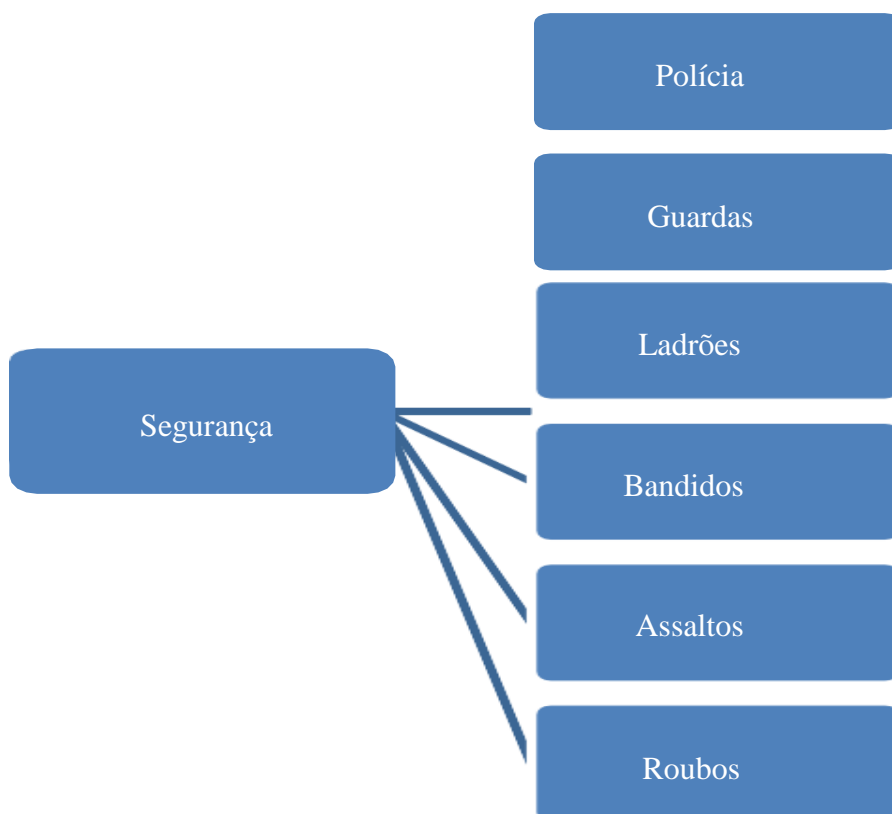 Polícia
Guardas
Ladrões
Segurança
Bandidos
Assaltos
Roubos